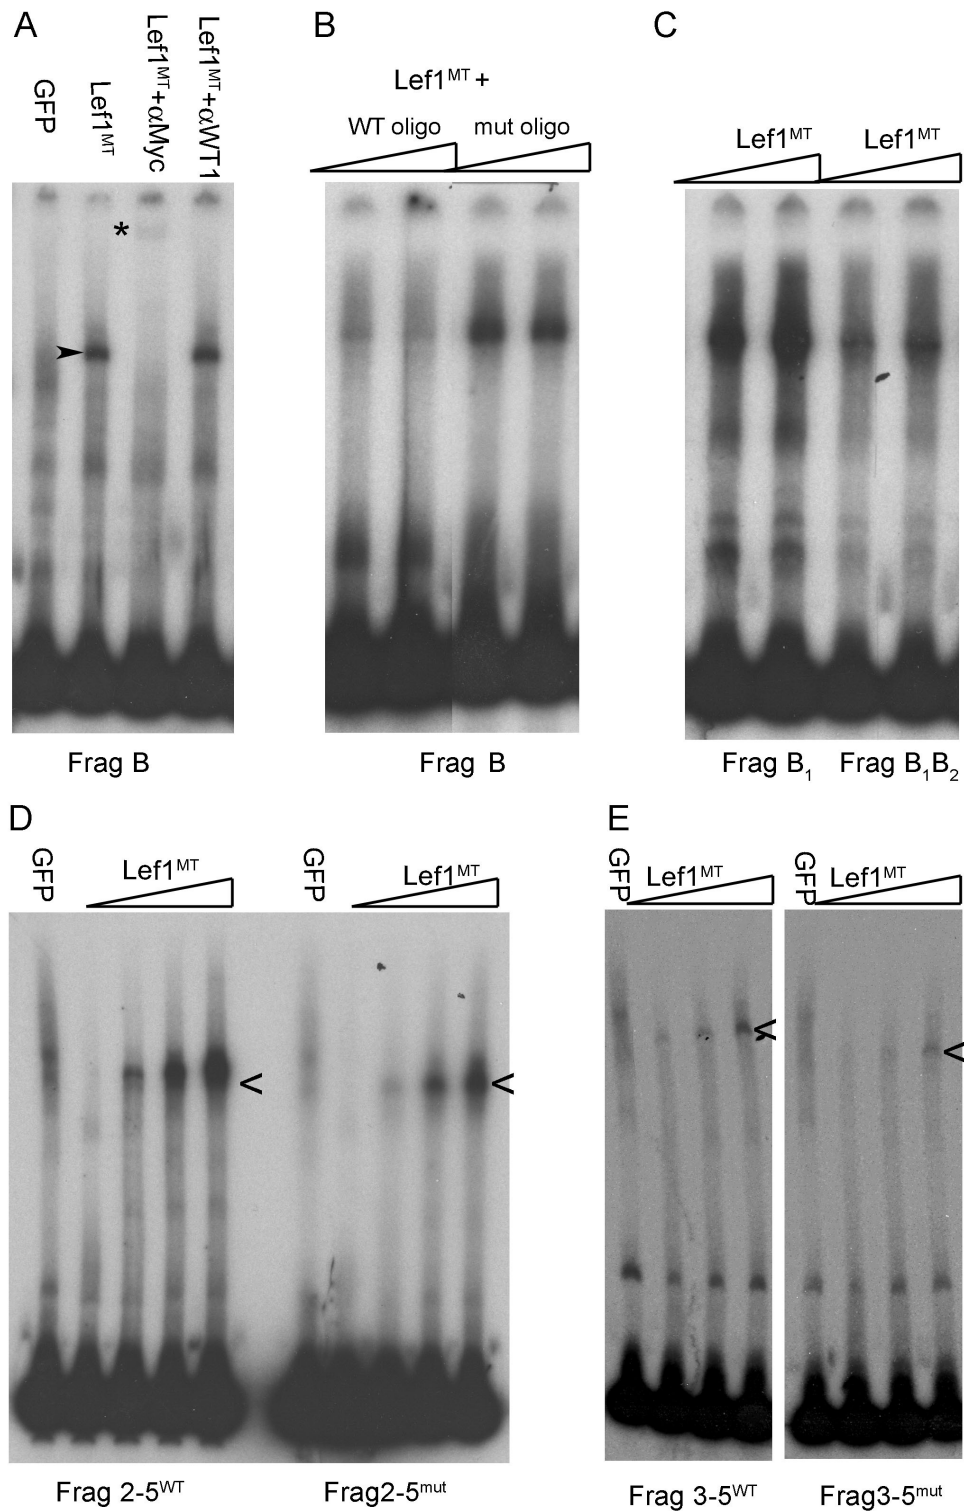 A
GFP
Lef1MT
Lef1MT+αMyc
Lef1MT+αWT1
*
Frag B
B
Lef1MT +
WT oligo
mut oligo
Frag B
C
Lef1MT
Lef1MT
Frag B1
Frag B1B2
D
GFP
Lef1MT
GFP
Lef1MT
<
<
Frag 2-5WT
Frag2-5mut
E
GFP
Lef1MT
GFP
Lef1MT
<
<
Frag 3-5WT
Frag3-5mut